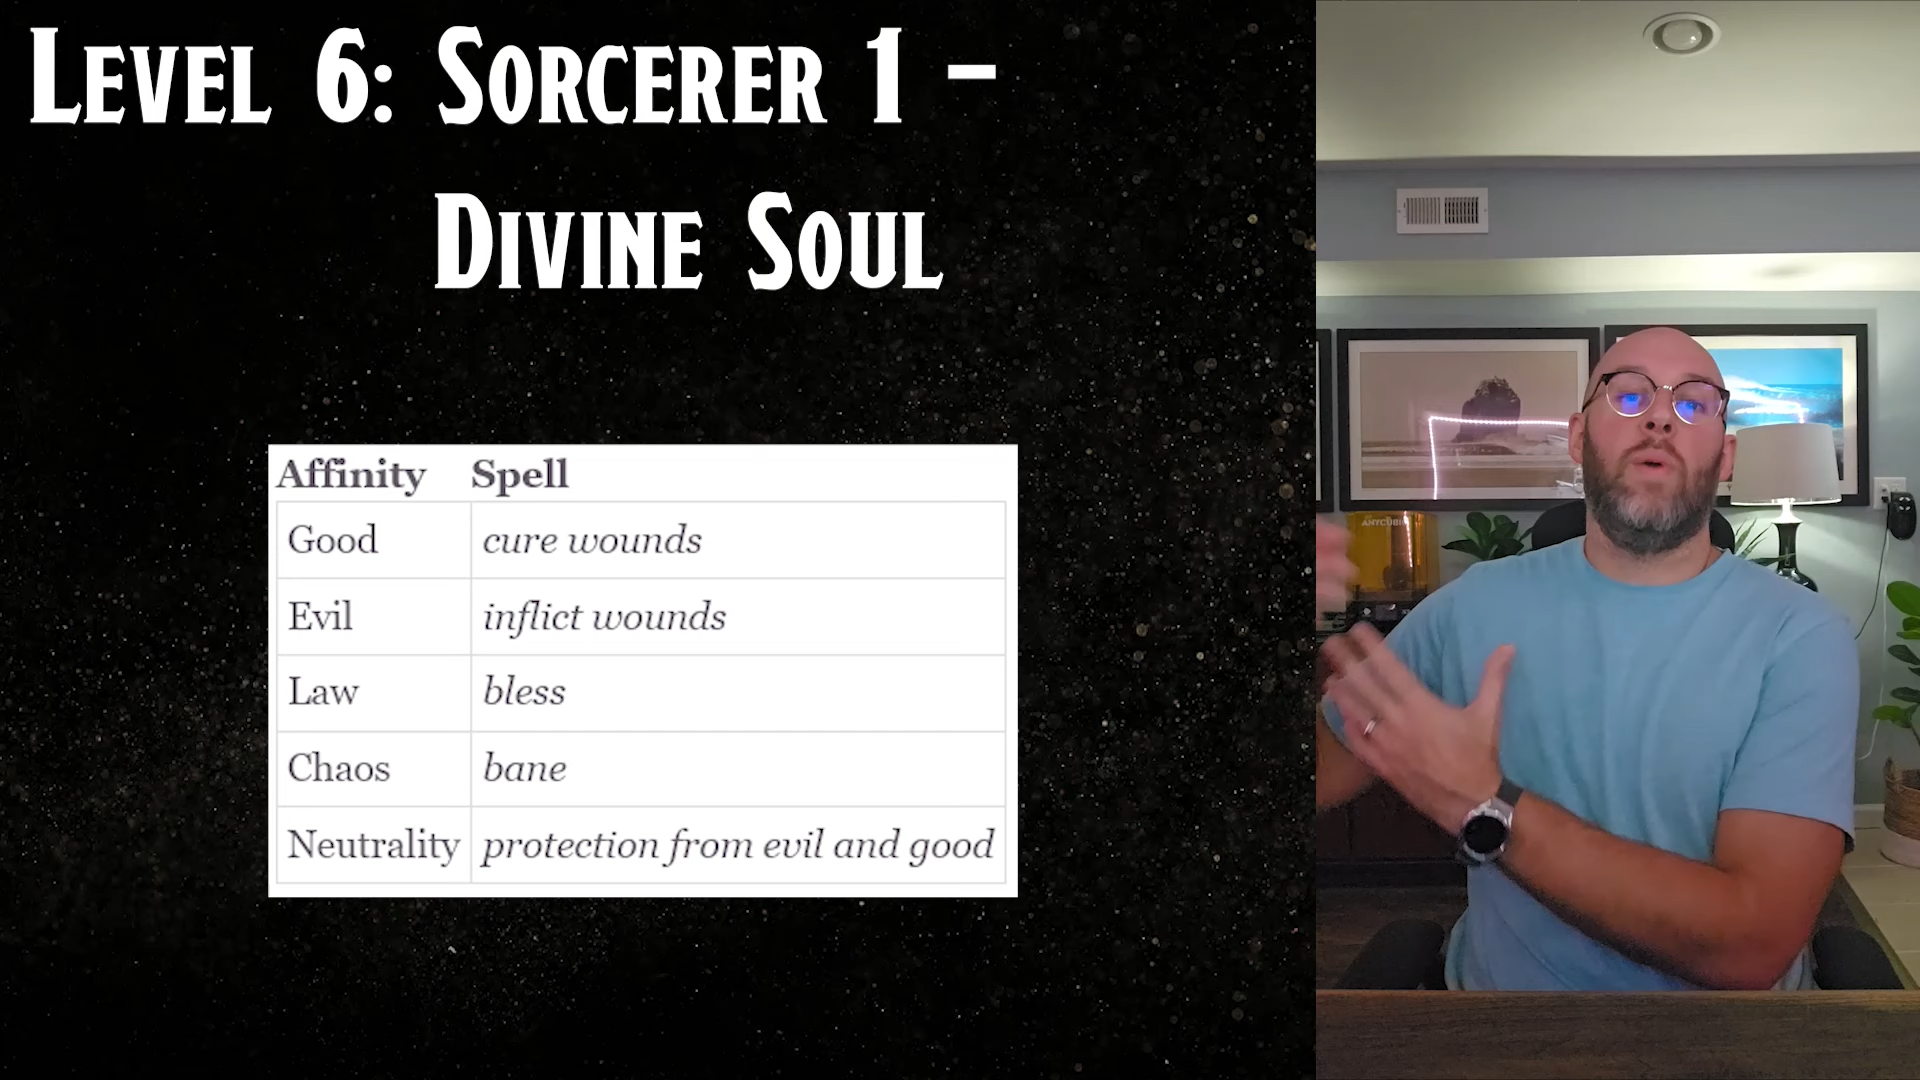 Level 6: Sorcerer 1 –
Divine Soul
Affinity Spell
Good cure wounds
Evil inflict wounds
Law bless
Chaos bane
Neutrality protection from evil and good
ANYCUBIC